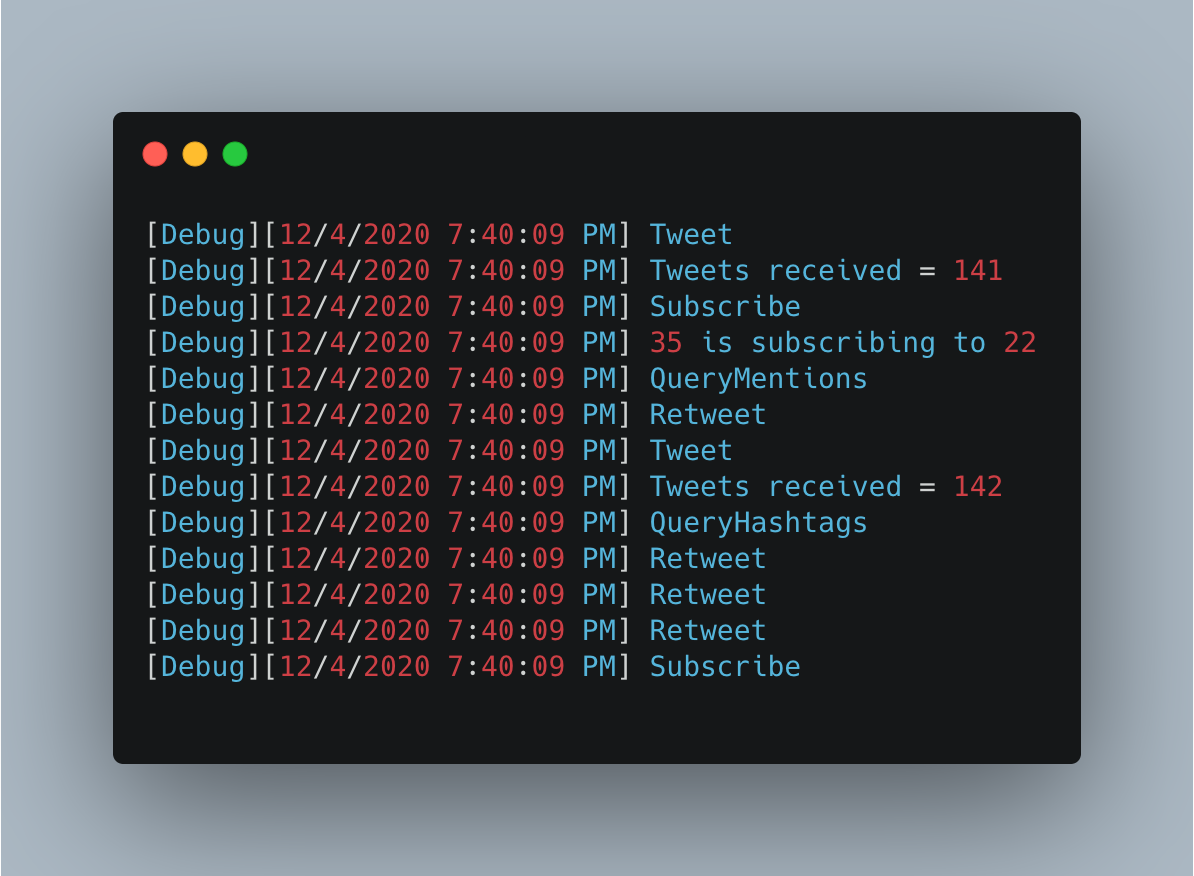 [Debug][12/4/2020 7:40:09 PM] Tweet
[Debug][12/4/2020 7:40:09 PM] Tweets received = 141
[Debug][12/4/2020 7:40:09 PM] Subscribe
[Debug][12/4/2020 7:40:09 PM] 35 is subscribing to 22
[Debug][12/4/2020 7:40:09 PM] QueryMentions
[Debug][12/4/2020 7:40:09 PM] Retweet
[Debug][12/4/2020 7:40:09 PM] Tweet
[Debug][12/4/2020 7:40:09 PM] Tweets received = 142
[Debug][12/4/2020 7:40:09 PM] QueryHashtags
[Debug][12/4/2020 7:40:09 PM] Retweet
[Debug][12/4/2020 7:40:09 PM] Retweet
[Debug][12/4/2020 7:40:09 PM] Retweet
[Debug][12/4/2020 7:40:09 PM] Subscribe